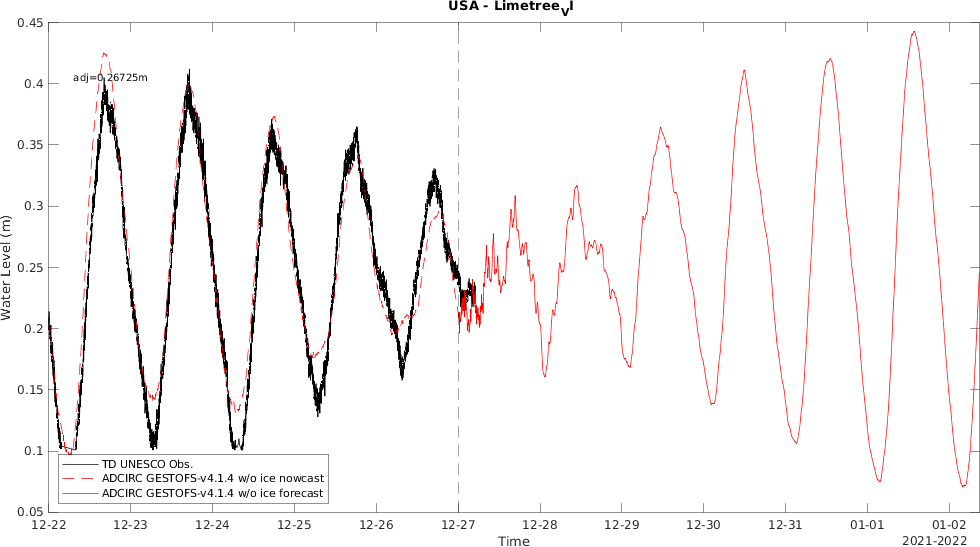 USA - Limetree_VI
0.45
0.4
0.35
0.3
0.25
0.2
0.15
0.1
0.05
Water Level (m)
adj=0.26725m
TD UNESCO Obs.
ADCIRC GESTOFS-v4.1.4 w/o ice nowcast
ADCIRC GESTOFS-v4.1.4 w/o ice forecast
12-22 12-23 12-24 12-25 12-26 12-27 12-28 12-29 12-30 12-31 01-01 01-02
Time
2021-2022